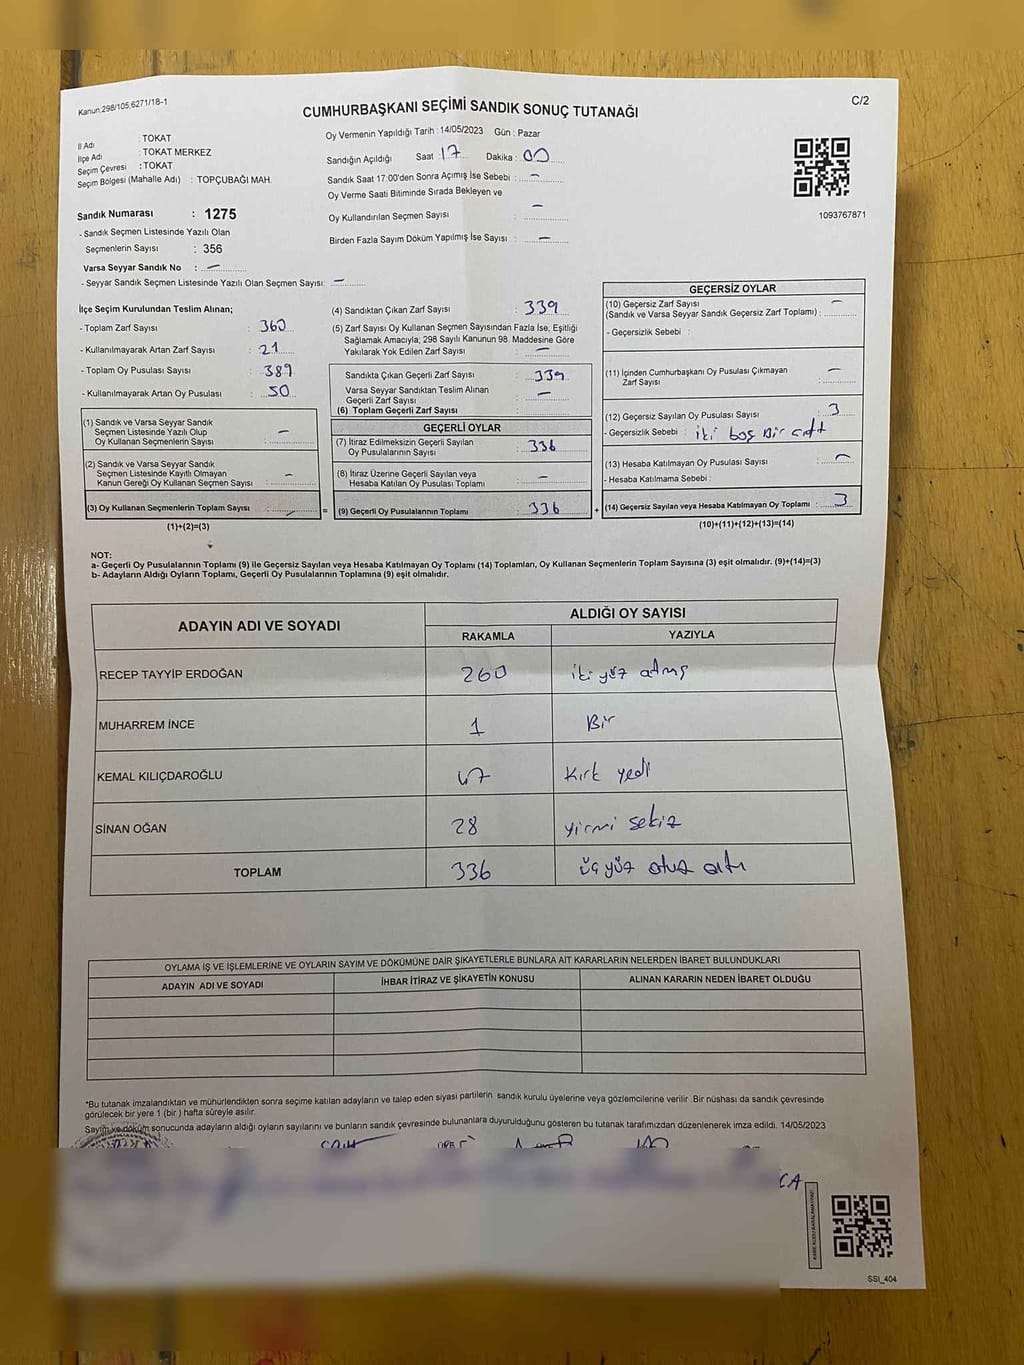 Kanun:298/105,6271/18-1
CUMHURBAŞKANI SEÇİMİ SANDIK SONUÇ TUTANAĞI
C/2
İl Adı : TOKAT
İlçe Adı : TOKAT MERKEZ
Seçim Çevresi : TOKAT
Seçim Bölgesi (Mahalle Adı) : TOPÇUBAĞI MAH.
Sandık Numarası : 1275
- Sandık Seçmen Listesinde Yazılı Olan
Seçmenlerin Sayısı : 356
Varsa Seyyar Sandık No : —
- Seyyar Sandık Seçmen Listesinde Yazılı Olan Seçmen Sayısı: —
Oy Vermenin Yapıldığı Tarih : 14/05/2023 Gün : Pazar
Sandığın Açıldığı Saat : 17 Dakika : 00
Sandık Saat 17:00'den Sonra Açımış İse Sebebi : —
Oy Verme Saati Bitiminde Sırada Bekleyen ve
Oy Kullandırılan Seçmen Sayısı : —
Birden Fazla Sayım Döküm Yapılmış İse Sayısı : —
1093767871
İlçe Seçim Kurulundan Teslim Alınan;
- Toplam Zarf Sayısı : 360
- Kullanılmayarak Artan Zarf Sayısı : 21
- Toplam Oy Pusulası Sayısı : 389
- Kullanılmayarak Artan Oy Pusulası : 50
(1) Sandık ve Varsa Seyyar Sandık
Seçmen Listesinde Yazılı Olup
Oy Kullanan Seçmenlerin Sayısı : —
(2) Sandık ve Varsa Seyyar Sandık
Seçmen Listesinde Kayıtlı Olmayan
Kanun Gereği Oy Kullanan Seçmen Sayısı : —
(3) Oy Kullanan Seçmenlerin Toplam Sayısı : —
(1)+(2)=(3)
(4) Sandıktan Çıkan Zarf Sayısı : 339
(5) Zarf Sayısı Oy Kullanan Seçmen Sayısından Fazla İse, Eşitliği
Sağlamak Amacıyla; 298 Sayılı Kanunun 98. Maddesine Göre
Yakılarak Yok Edilen Zarf Sayısı : —
Sandıkta Çıkan Geçerli Zarf Sayısı : 339
Varsa Seyyar Sandıktan Teslim Alınan
Geçerli Zarf Sayısı : —
(6) Toplam Geçerli Zarf Sayısı :
GEÇERLİ OYLAR
(7) İtiraz Edilmeksizin Geçerli Sayılan
Oy Pusulalarının Sayısı : 336
(8) İtiraz Üzerine Geçerli Sayılan veya
Hesaba Katılan Oy Pusulası Toplamı : —
= (9) Geçerli Oy Pusulalarının Toplamı : 336
GEÇERSİZ OYLAR
(10) Geçersiz Zarf Sayısı
(Sandık ve Varsa Seyyar Sandık Geçersiz Zarf Toplamı) : —
- Geçersizlik Sebebi :
(11) İçinden Cumhurbaşkanı Oy Pusulası Çıkmayan
Zarf Sayısı : —
(12) Geçersiz Sayılan Oy Pusulası Sayısı : 3
- Geçersizlik Sebebi : iki boş Bir çift
(13) Hesaba Katılmayan Oy Pusulası Sayısı : —
- Hesaba Katılmama Sebebi :
+ (14) Geçersiz Sayılan veya Hesaba Katılmayan Oy Toplamı : 3
(10)+(11)+(12)+(13)=(14)
NOT:
a- Geçerli Oy Pusulalarının Toplamı (9) ile Geçersiz Sayılan veya Hesaba Katılmayan Oy Toplamı (14) Toplamları, Oy Kullanan Seçmenlerin Toplam Sayısına (3) eşit olmalıdır. (9)+(14)=(3)
b- Adayların Aldığı Oyların Toplamı, Geçerli Oy Pusulalarının Toplamına (9) eşit olmalıdır.
ADAYIN ADI VE SOYADI
ALDIĞI OY SAYISI
RAKAMLA YAZIYLA
RECEP TAYYİP ERDOĞAN 260 iki yüz atmış
MUHARREM İNCE 1 Bir
KEMAL KILIÇDAROĞLU 47 Kırk yedi
SİNAN OĞAN 28 yirmi sekiz
TOPLAM 336 üç yüz otuz altı
OYLAMA İŞ VE İŞLEMLERİNE VE OYLARIN SAYIM VE DÖKÜMÜNE DAİR ŞİKAYETLERLE BUNLARA AİT KARARLARIN NELERDEN İBARET BULUNDUKLARI
ADAYIN ADI VE SOYADI İHBAR İTİRAZ VE ŞİKAYETİN KONUSU ALINAN KARARIN NEDEN İBARET OLDUĞU
*Bu tutanak imzalandıktan ve mühürlendikten sonra seçime katılan adayların ve talep eden siyasi partilerin sandık kurulu üyelerine veya gözlemcilerine verilir .Bir nüshası da sandık çevresinde
görülecek bir yere 1 (bir ) hafta süreyle asılır.
Sayım ve döküm sonucunda adayların aldığı oyların sayılarını ve bunların sandık çevresinde bulunanlara duyurulduğunu gösteren bu tutanak tarafımızdan düzenlenerek imza edildi. 14/05/2023
CA
SSI_404